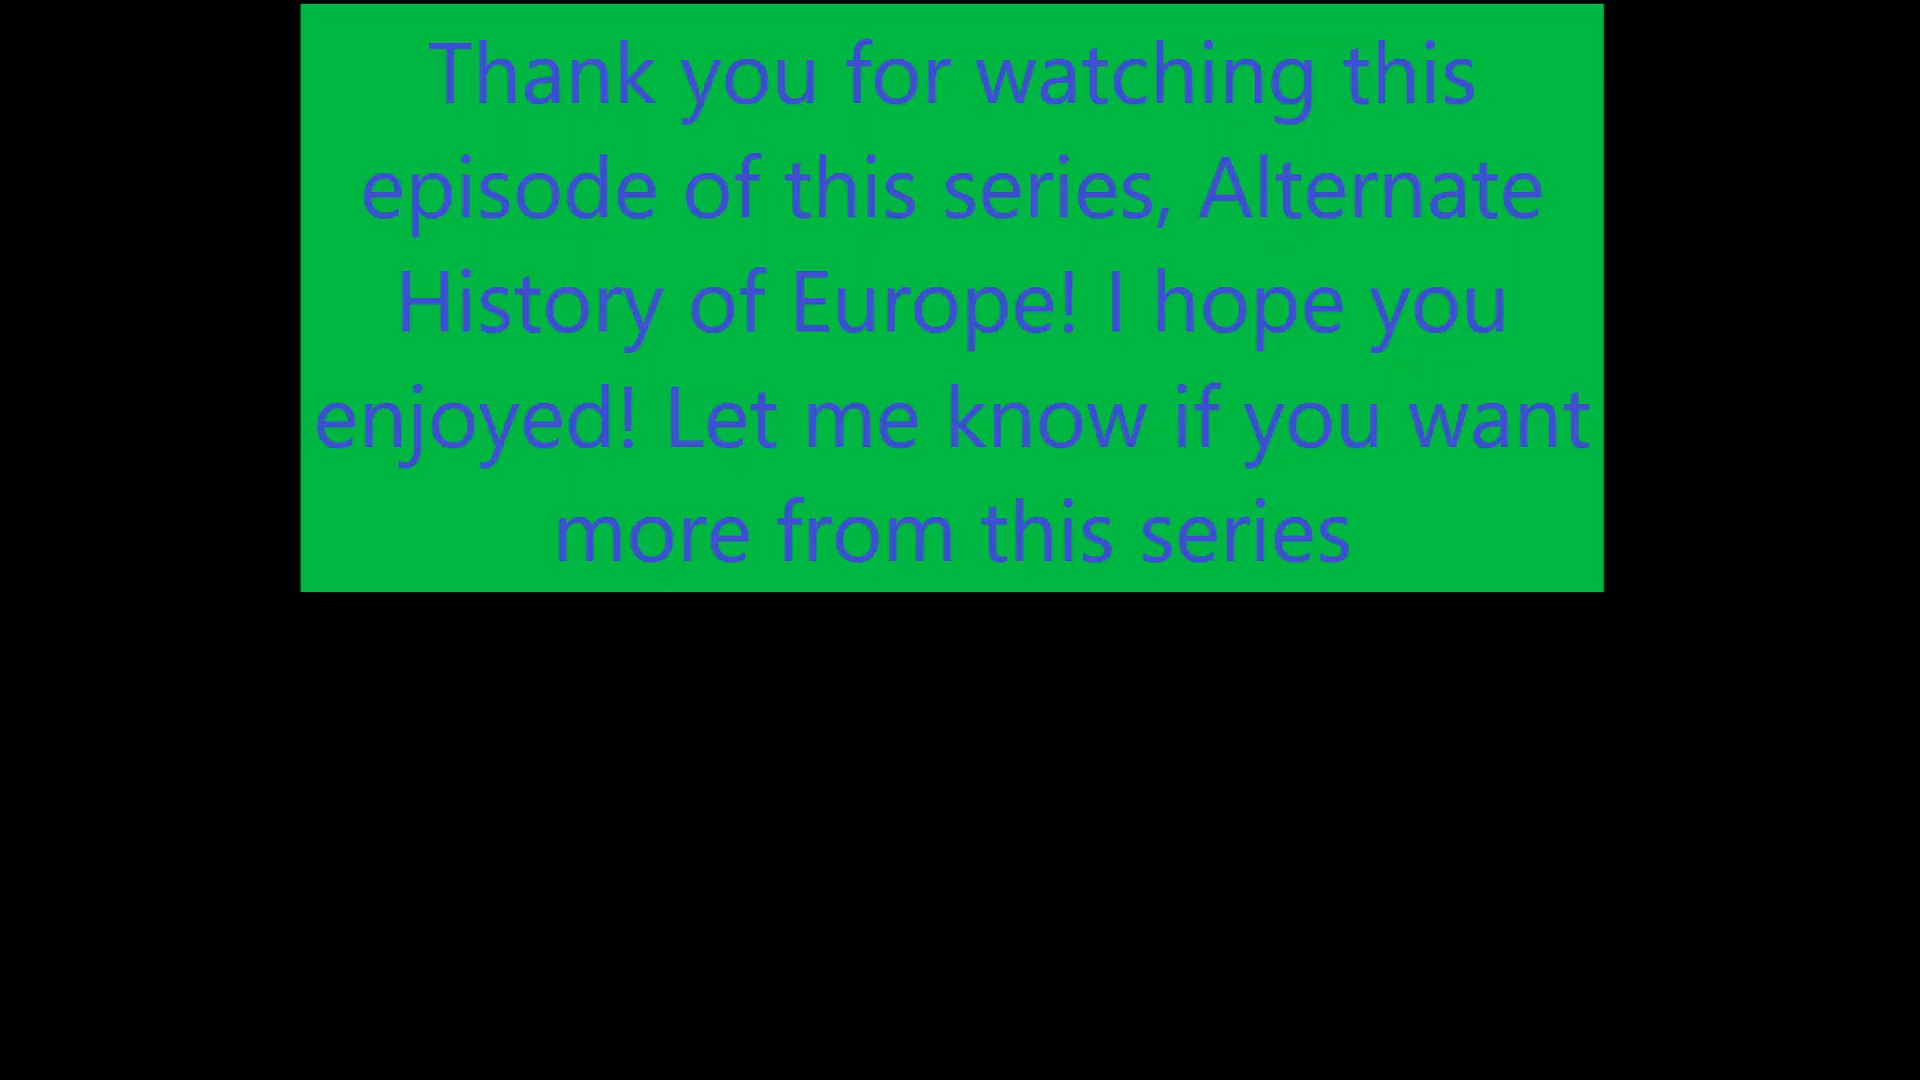 Thank you for watching this
episode of this series, Alternate
History of Europe! I hope you
enjoyed! Let me know if you want
more from this series